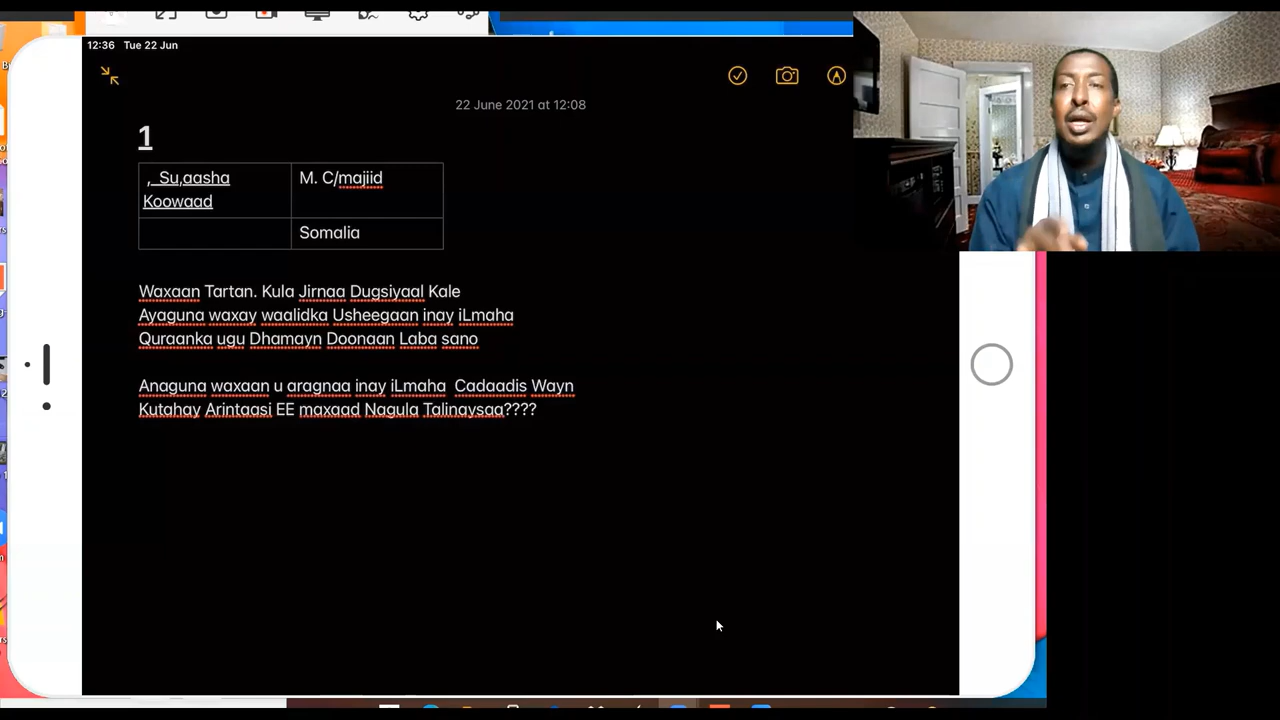 12:36 Tue 22 Jun
22 June 2021 at 12:08
1
, Su,aasha
Koowaad
M. C/majiid
Somalia
Waxaan Tartan. Kula Jirnaa Dugsiyaal Kale
Ayaguna waxay waalidka Usheegaan inay iLmaha
Quraanka ugu Dhamayn Doonaan Laba sano
Anaguna waxaan u aragnaa inay iLmaha Cadaadis Wayn
Kutahay Arintaasi EE maxaad Nagula Talinaysaa????